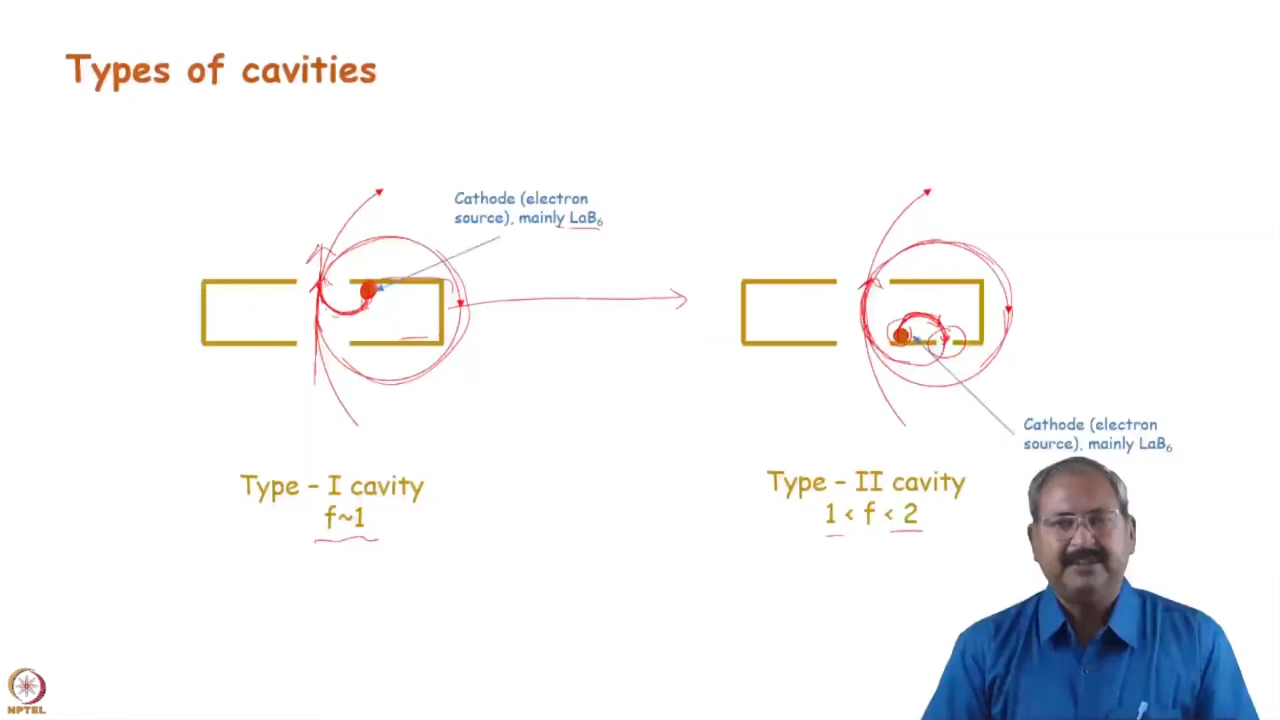 Types of cavities
Cathode (electron
source), mainly LaB₆
Cathode (electron
source), mainly LaB₆
Type – I cavity
f~1
Type – II cavity
1 < f < 2
NPTEL